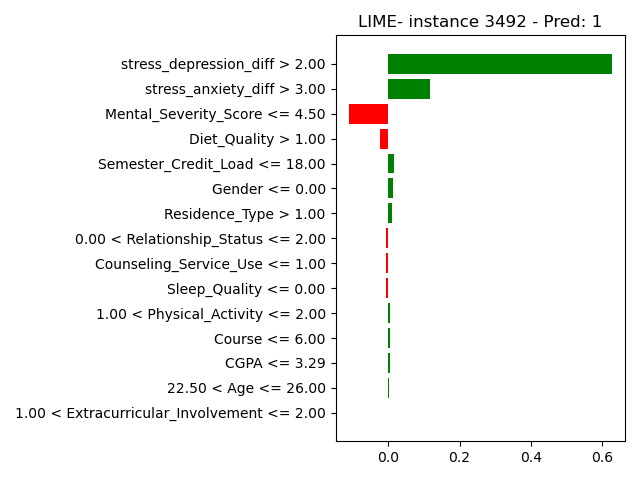 LIME- instance 3492 - Pred: 1
stress_depression_diff > 2.00
stress_anxiety_diff > 3.00
Mental_Severity_Score <= 4.50
Diet_Quality > 1.00
Semester_Credit_Load <= 18.00
Gender <= 0.00
Residence_Type > 1.00
0.00 < Relationship_Status <= 2.00
Counseling_Service_Use <= 1.00
Sleep_Quality <= 0.00
1.00 < Physical_Activity <= 2.00
Course <= 6.00
CGPA <= 3.29
22.50 < Age <= 26.00
1.00 < Extracurricular_Involvement <= 2.00
0.0 0.2 0.4 0.6